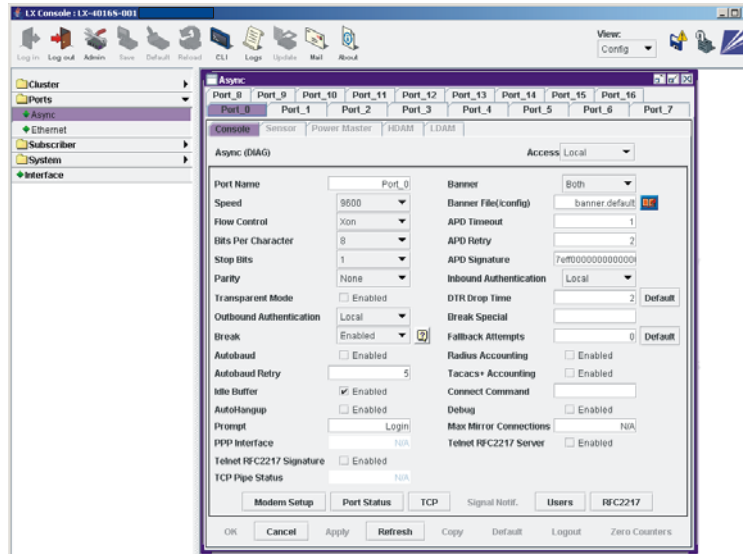 LX Console : LX-4016S-001
View:
Config
Log in Log out Admin Save Default Reload CLI Logs Update Mail About
Cluster
Ports
Async
Ethernet
Subscriber
System
Interface
Async
Port_8 Port_9 Port_10 Port_11 Port_12 Port_13 Port_14 Port_15 Port_16
Port_0 Port_1 Port_2 Port_3 Port_4 Port_5 Port_6 Port_7
Console Sensor Power Master HDAM LDAM
Async (DIAG) Access Local
Port Name Port_0 Banner Both
Speed 9600 Banner File(/config) banner.default
Flow Control Xon APD Timeout 1
Bits Per Character 8 APD Retry 2
Stop Bits 1 APD Signature 7eff000000000000
Parity None Inbound Authentication Local
Transparent Mode Enabled DTR Drop Time 2 Default
Outbound Authentication Local Break Special
Break Enabled Fallback Attempts 0 Default
Autobaud Enabled Radius Accounting Enabled
Autobaud Retry 5 Tacacs+ Accounting Enabled
Idle Buffer Enabled Connect Command
AutoHangup Enabled Debug Enabled
Prompt Login Max Mirror Connections N/A
PPP Interface N/A Telnet RFC2217 Server Enabled
Telnet RFC2217 Signature Enabled
TCP Pipe Status N/A
Modem Setup Port Status TCP Signal Notif. Users RFC2217
OK Cancel Apply Refresh Copy Default Logout Zero Counters